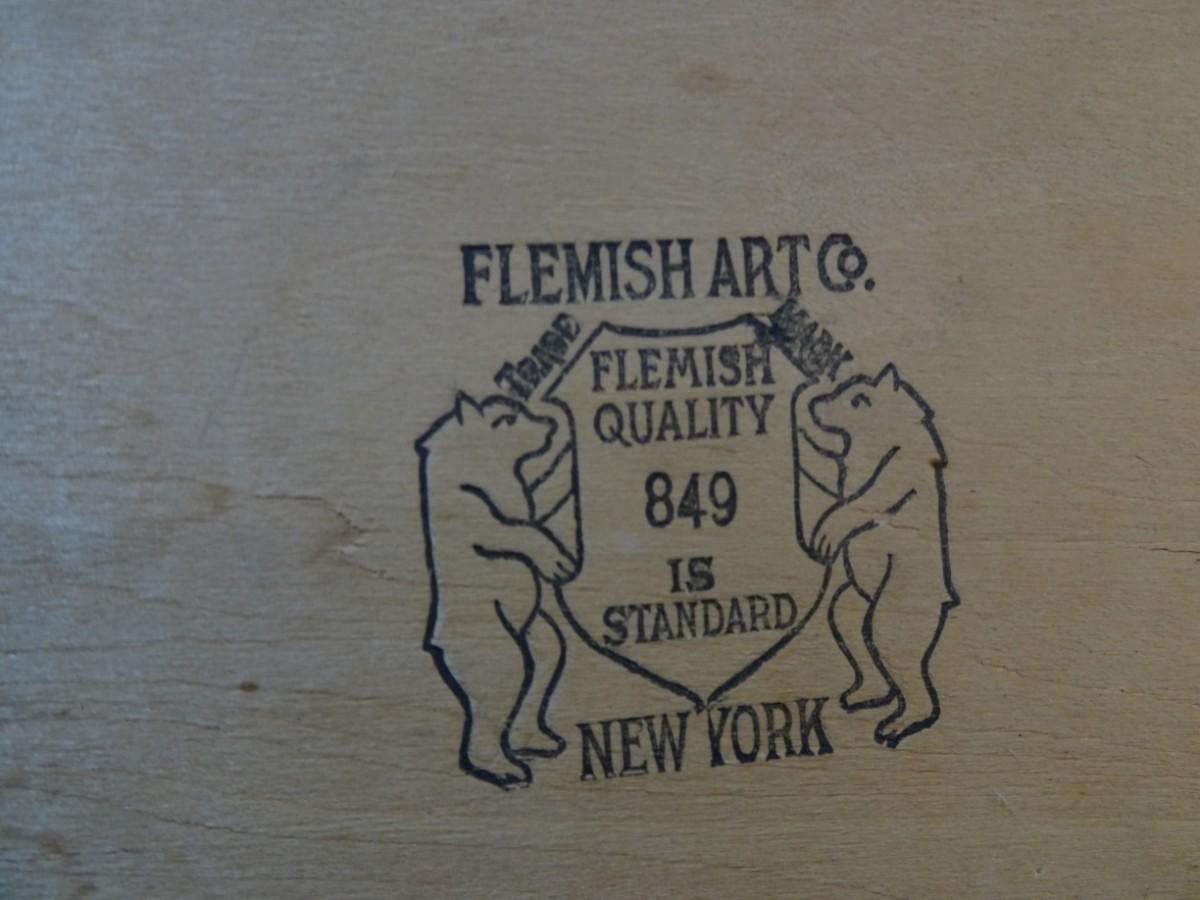 FLEMISH ART Co.
TRADE MARK
FLEMISH
QUALITY
849
IS
STANDARD
NEW YORK